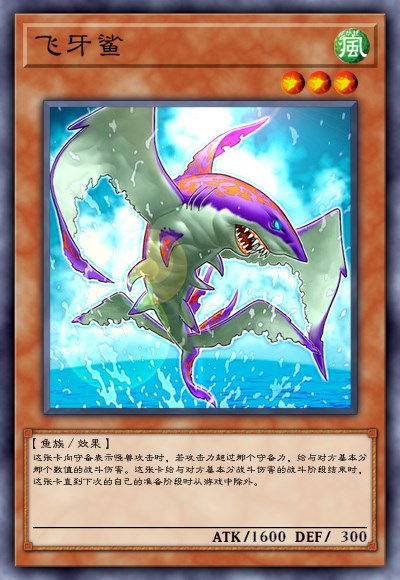 飞牙鲨
風
【鱼族／效果】
这张卡向守备表示怪兽攻击时，若攻击力超过那个守备力，给与对方基本分
那个数值的战斗伤害。这张卡给与对方基本分战斗伤害的战斗阶段结束时，
这张卡直到下次的自己的准备阶段时从游戏中除外。
ATK/1600 DEF/ 300